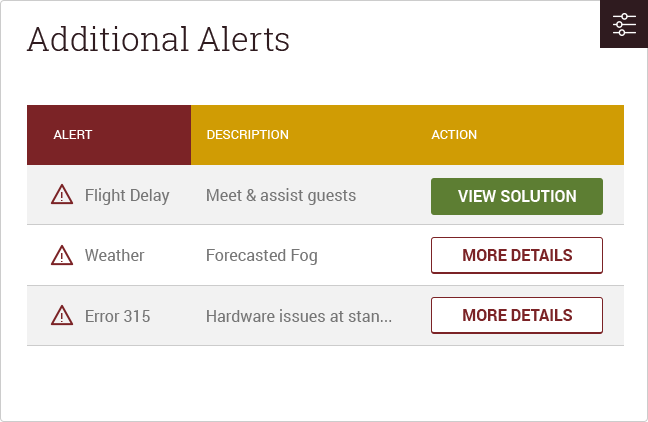 Additional Alerts
ALERT DESCRIPTION ACTION
Flight Delay Meet & assist guests VIEW SOLUTION
Weather Forecasted Fog MORE DETAILS
Error 315 Hardware issues at stan... MORE DETAILS